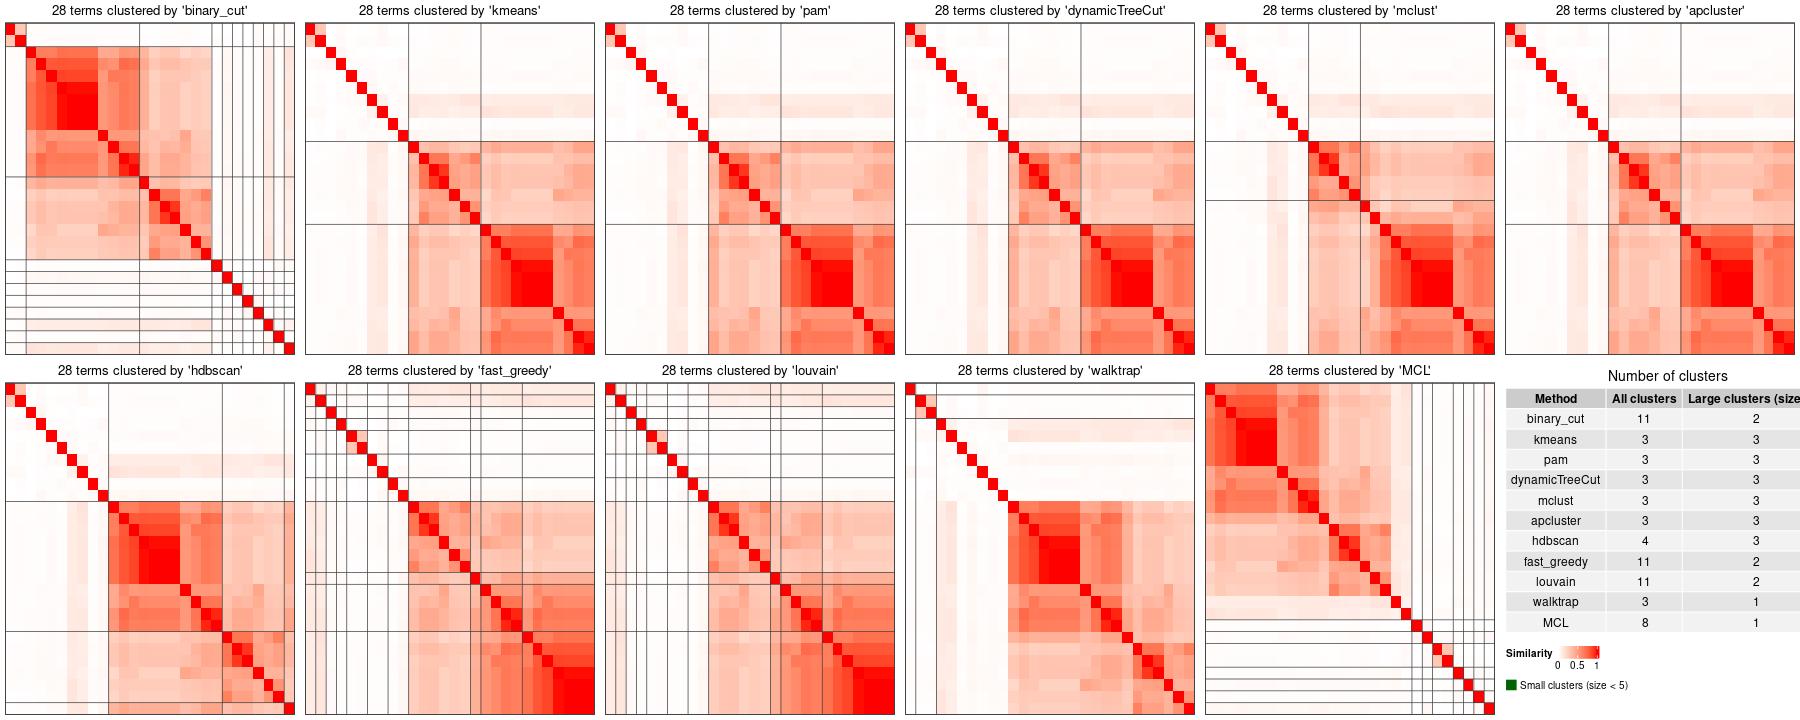 28 terms clustered by 'binary_cut'
28 terms clustered by 'kmeans'
28 terms clustered by 'pam'
28 terms clustered by 'dynamicTreeCut'
28 terms clustered by 'mclust'
28 terms clustered by 'apcluster'
28 terms clustered by 'hdbscan'
28 terms clustered by 'fast_greedy'
28 terms clustered by 'louvain'
28 terms clustered by 'walktrap'
28 terms clustered by 'MCL'
Number of clusters
Method All clusters Large clusters (size
binary_cut 11 2
kmeans 3 3
pam 3 3
dynamicTreeCut 3 3
mclust 3 3
apcluster 3 3
hdbscan 4 3
fast_greedy 11 2
louvain 11 2
walktrap 3 1
MCL 8 1
Similarity
0 0.5 1
Small clusters (size < 5)